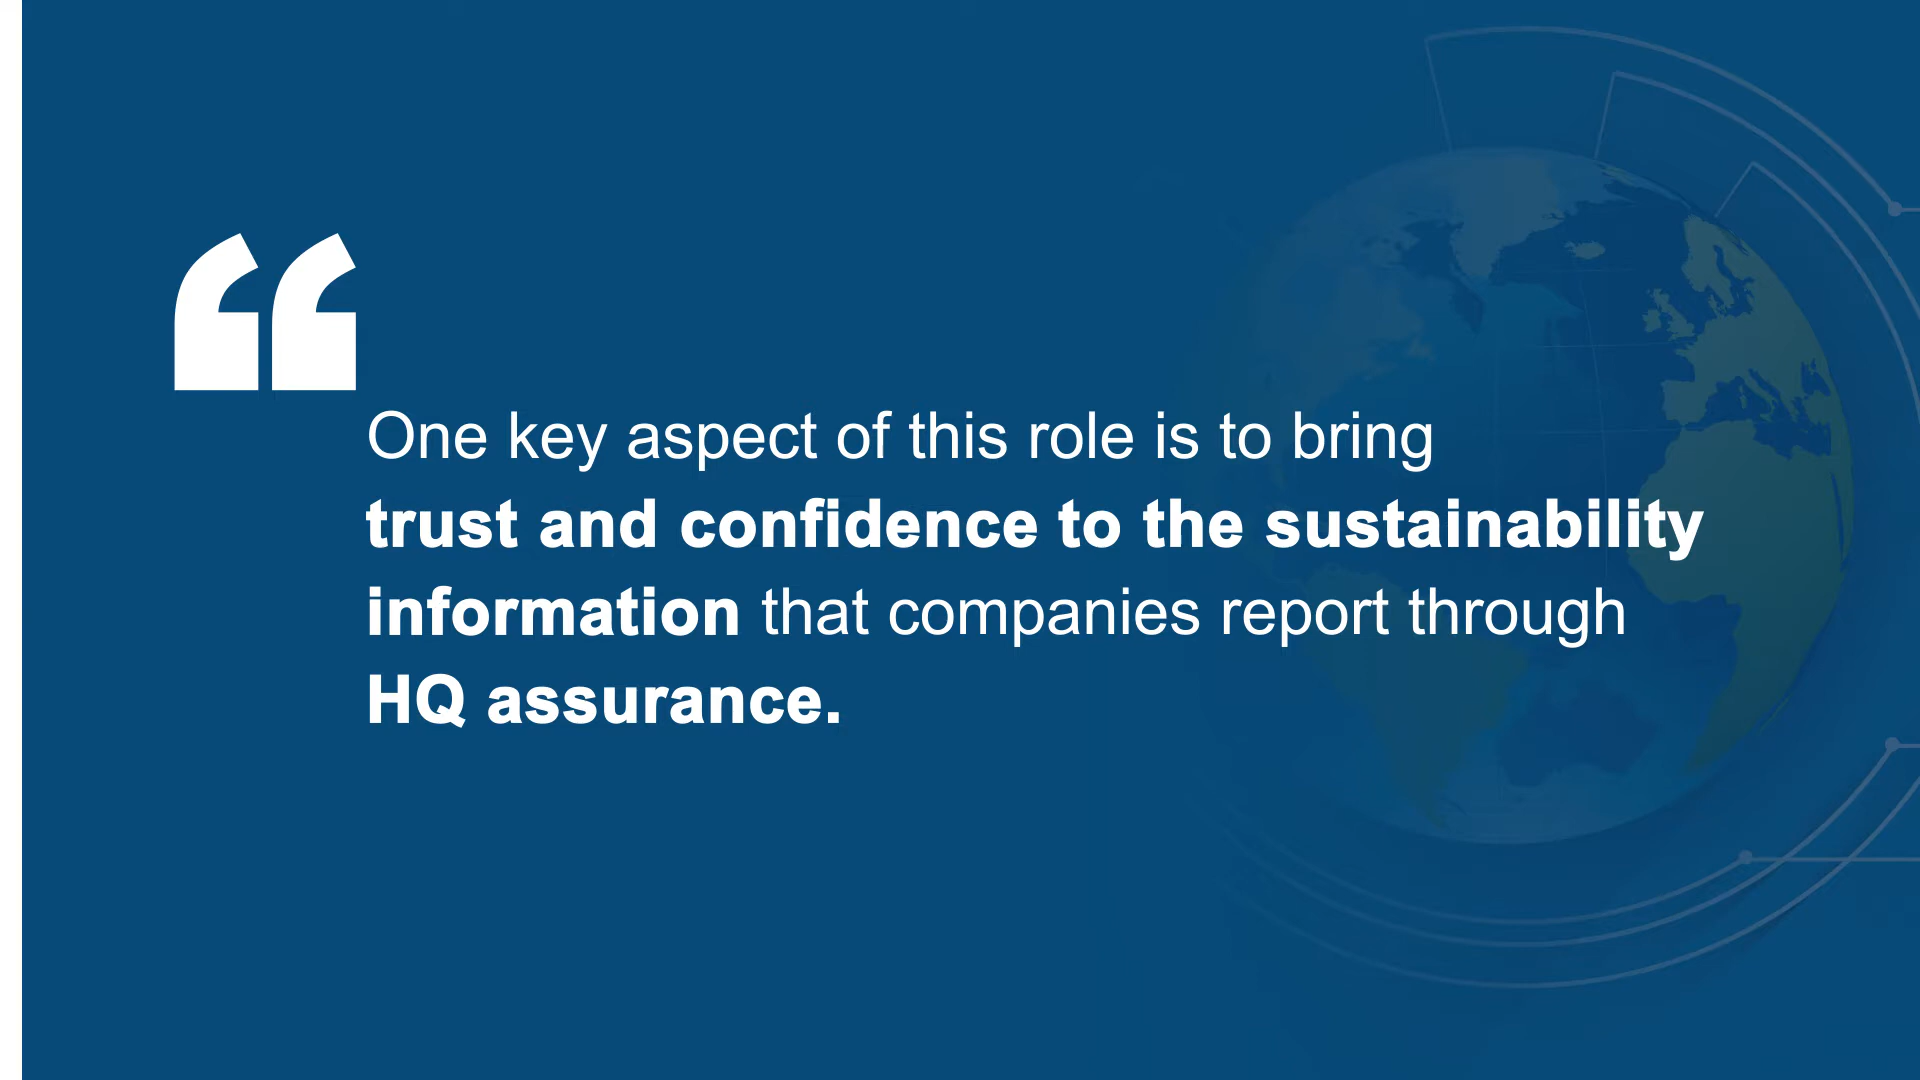 “
One key aspect of this role is to bring
trust and confidence to the sustainability
information that companies report through
HQ assurance.